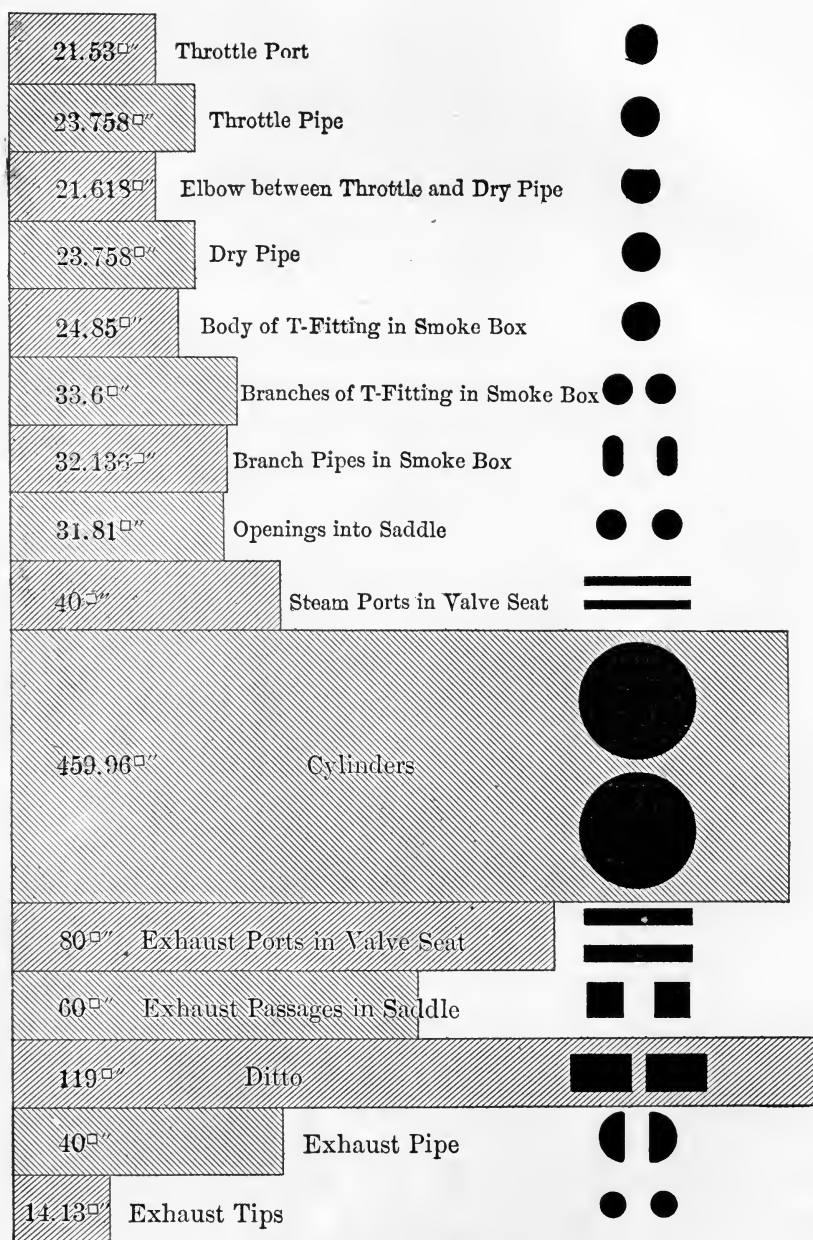 21.53□″ Throttle Port
23.758□″ Throttle Pipe
21.618□″ Elbow between Throttle and Dry Pipe
23.758□″ Dry Pipe
24.85□″ Body of T-Fitting in Smoke Box
33.6□″ Branches of T-Fitting in Smoke Box
32.136□″ Branch Pipes in Smoke Box
31.81□″ Openings into Saddle
40□″ Steam Ports in Valve Seat
459.96□″ Cylinders
80□″ Exhaust Ports in Valve Seat
60□″ Exhaust Passages in Saddle
119□″ Ditto
40□″ Exhaust Pipe
14.13□″ Exhaust Tips